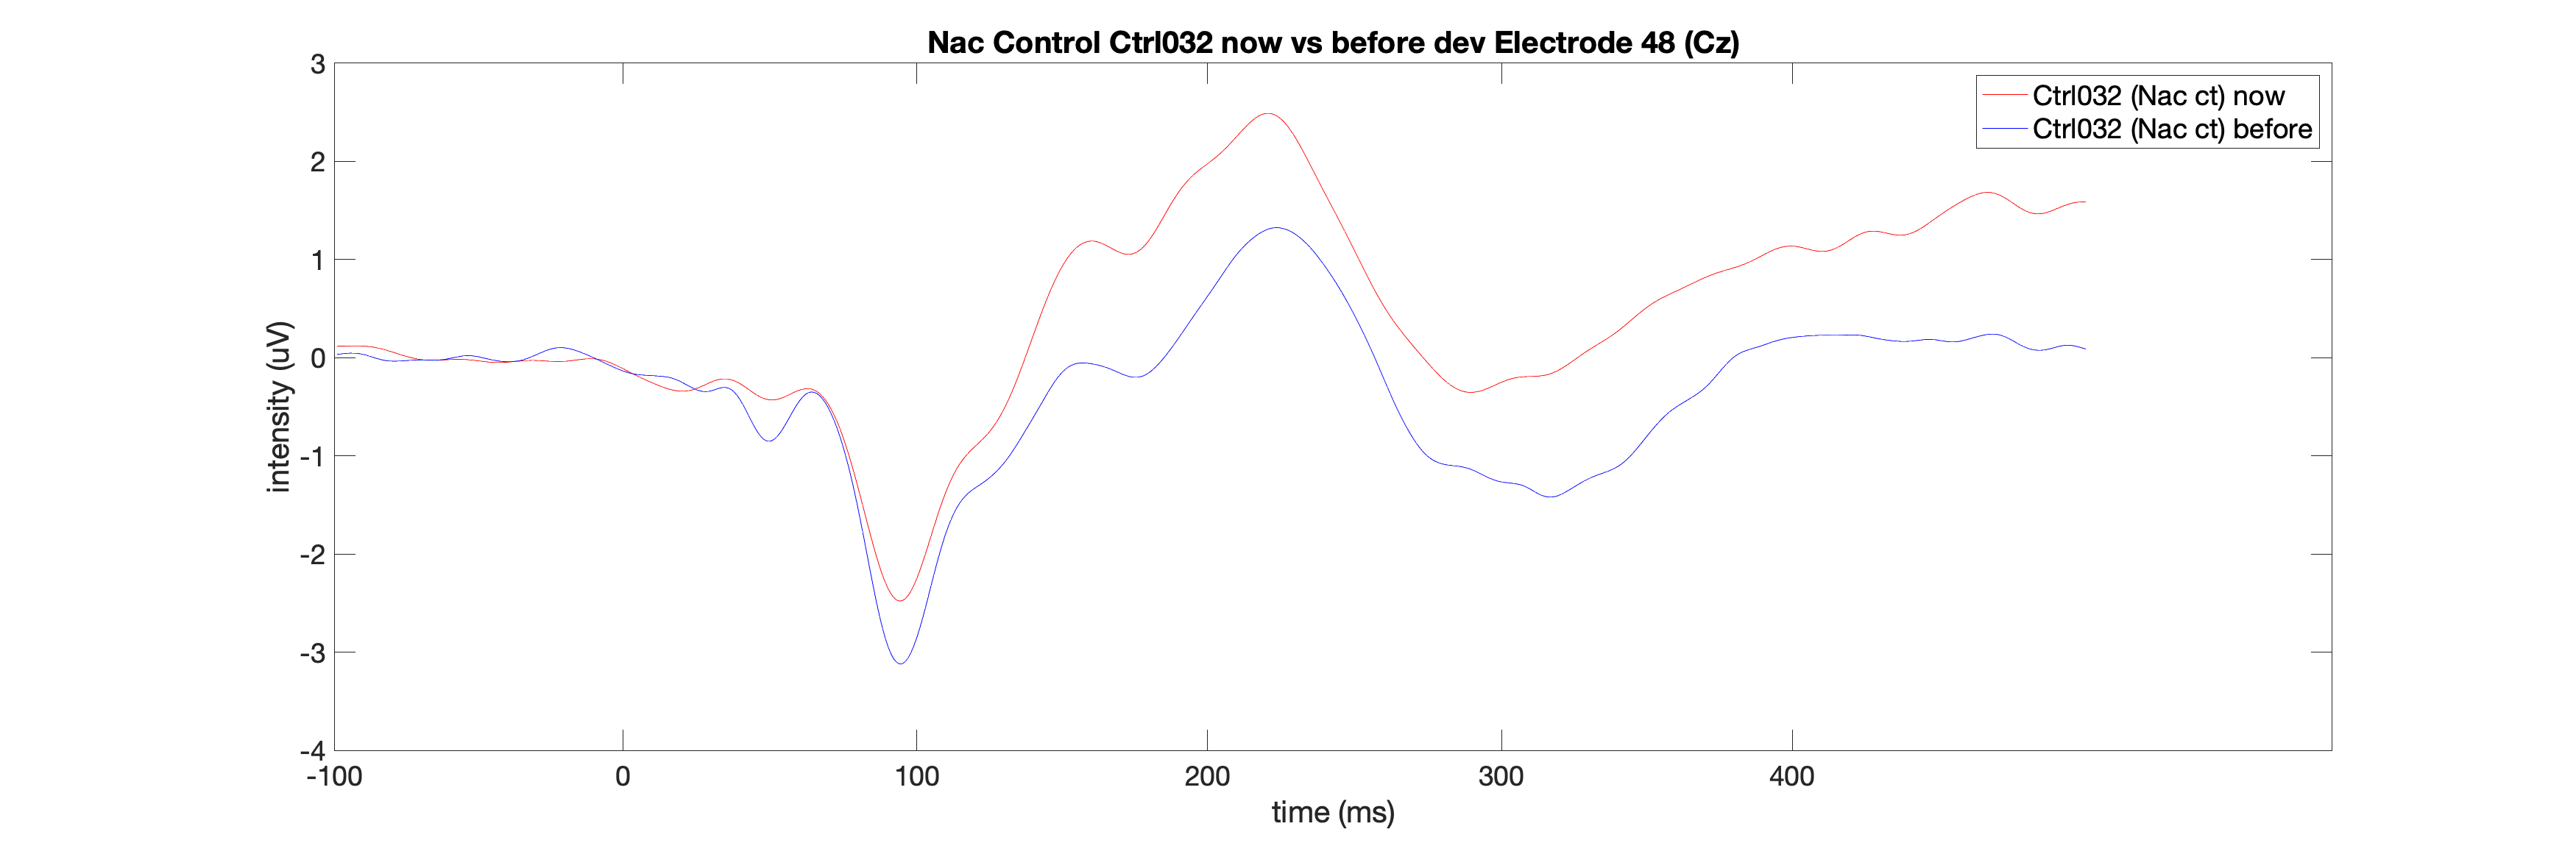 Nac Control Ctrl032 now vs before dev Electrode 48 (Cz)
3
2
1
0
-1
-2
-3
-4
intensity (uV)
Ctrl032 (Nac ct) now
Ctrl032 (Nac ct) before
-100 0 100 200 300 400
time (ms)